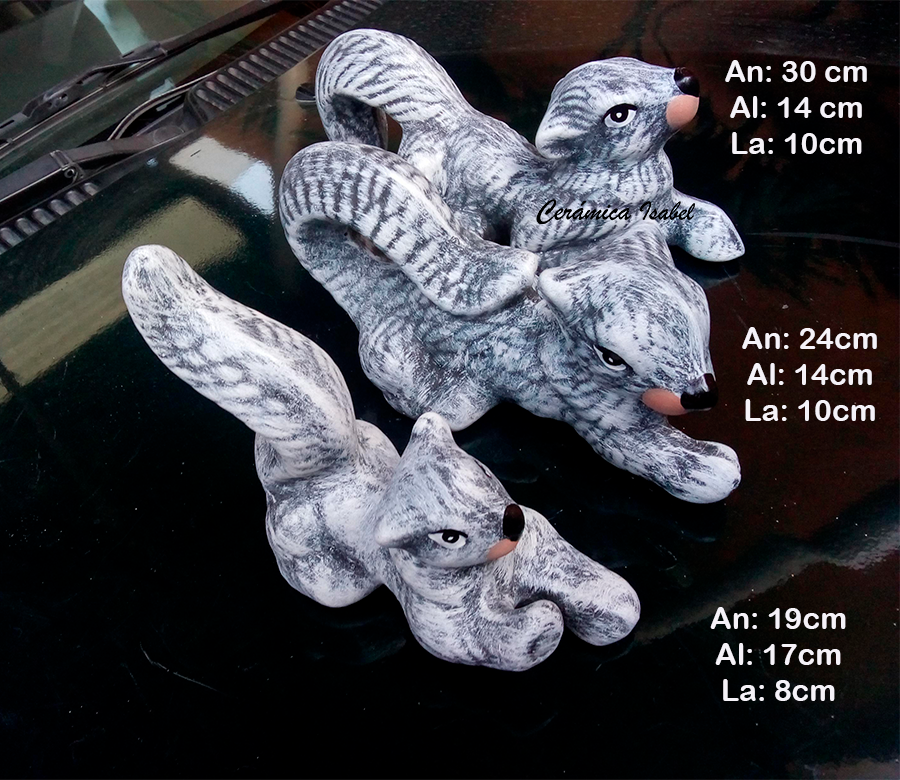 An: 30 cm
Al: 14 cm
La: 10cm
Cerámica Isabel
An: 24cm
Al: 14cm
La: 10cm
An: 19cm
Al: 17cm
La: 8cm